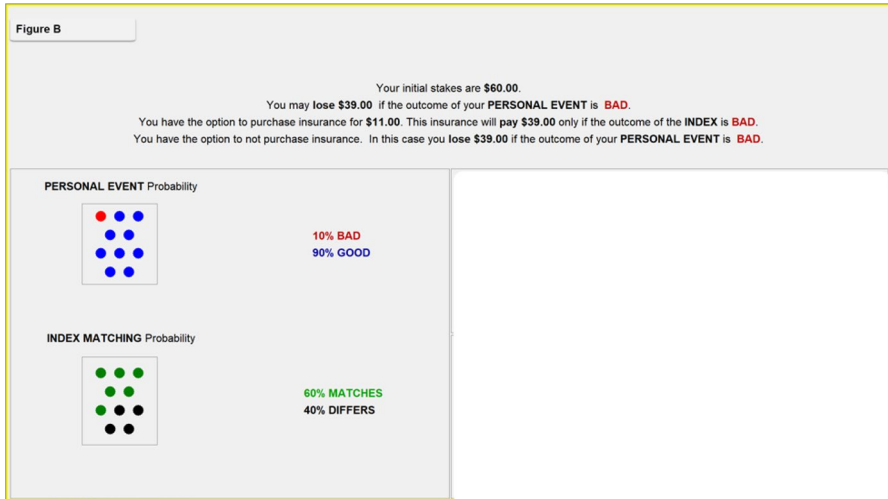 Figure B
Your initial stakes are $60.00.
You may lose $39.00 if the outcome of your PERSONAL EVENT is BAD.
You have the option to purchase insurance for $11.00. This insurance will pay $39.00 only if the outcome of the INDEX is BAD.
You have the option to not purchase insurance. In this case you lose $39.00 if the outcome of your PERSONAL EVENT is BAD.
PERSONAL EVENT Probability
10% BAD
90% GOOD
INDEX MATCHING Probability
60% MATCHES
40% DIFFERS